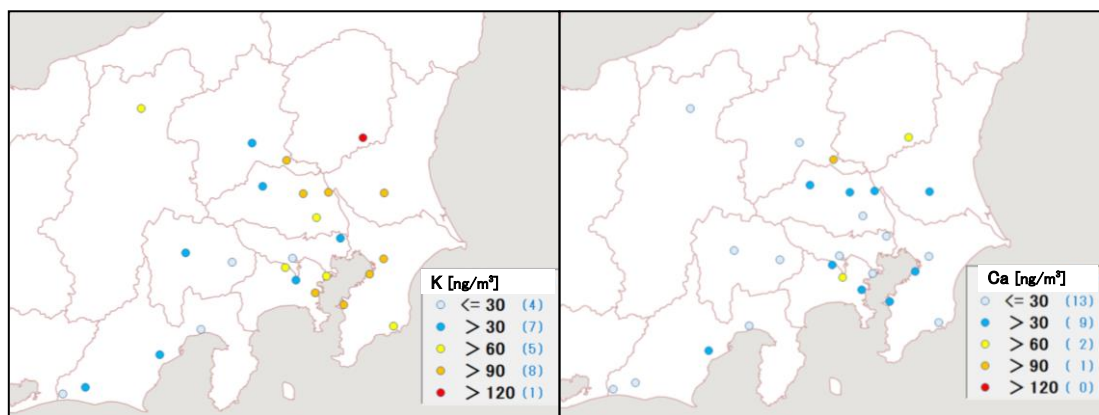 K [ng/m³]
<= 30 (4)
> 30 (7)
> 60 (5)
> 90 (8)
> 120 (1)
Ca [ng/m³]
<= 30 (13)
> 30 ( 9)
> 60 ( 2)
> 90 ( 1)
> 120 ( 0)